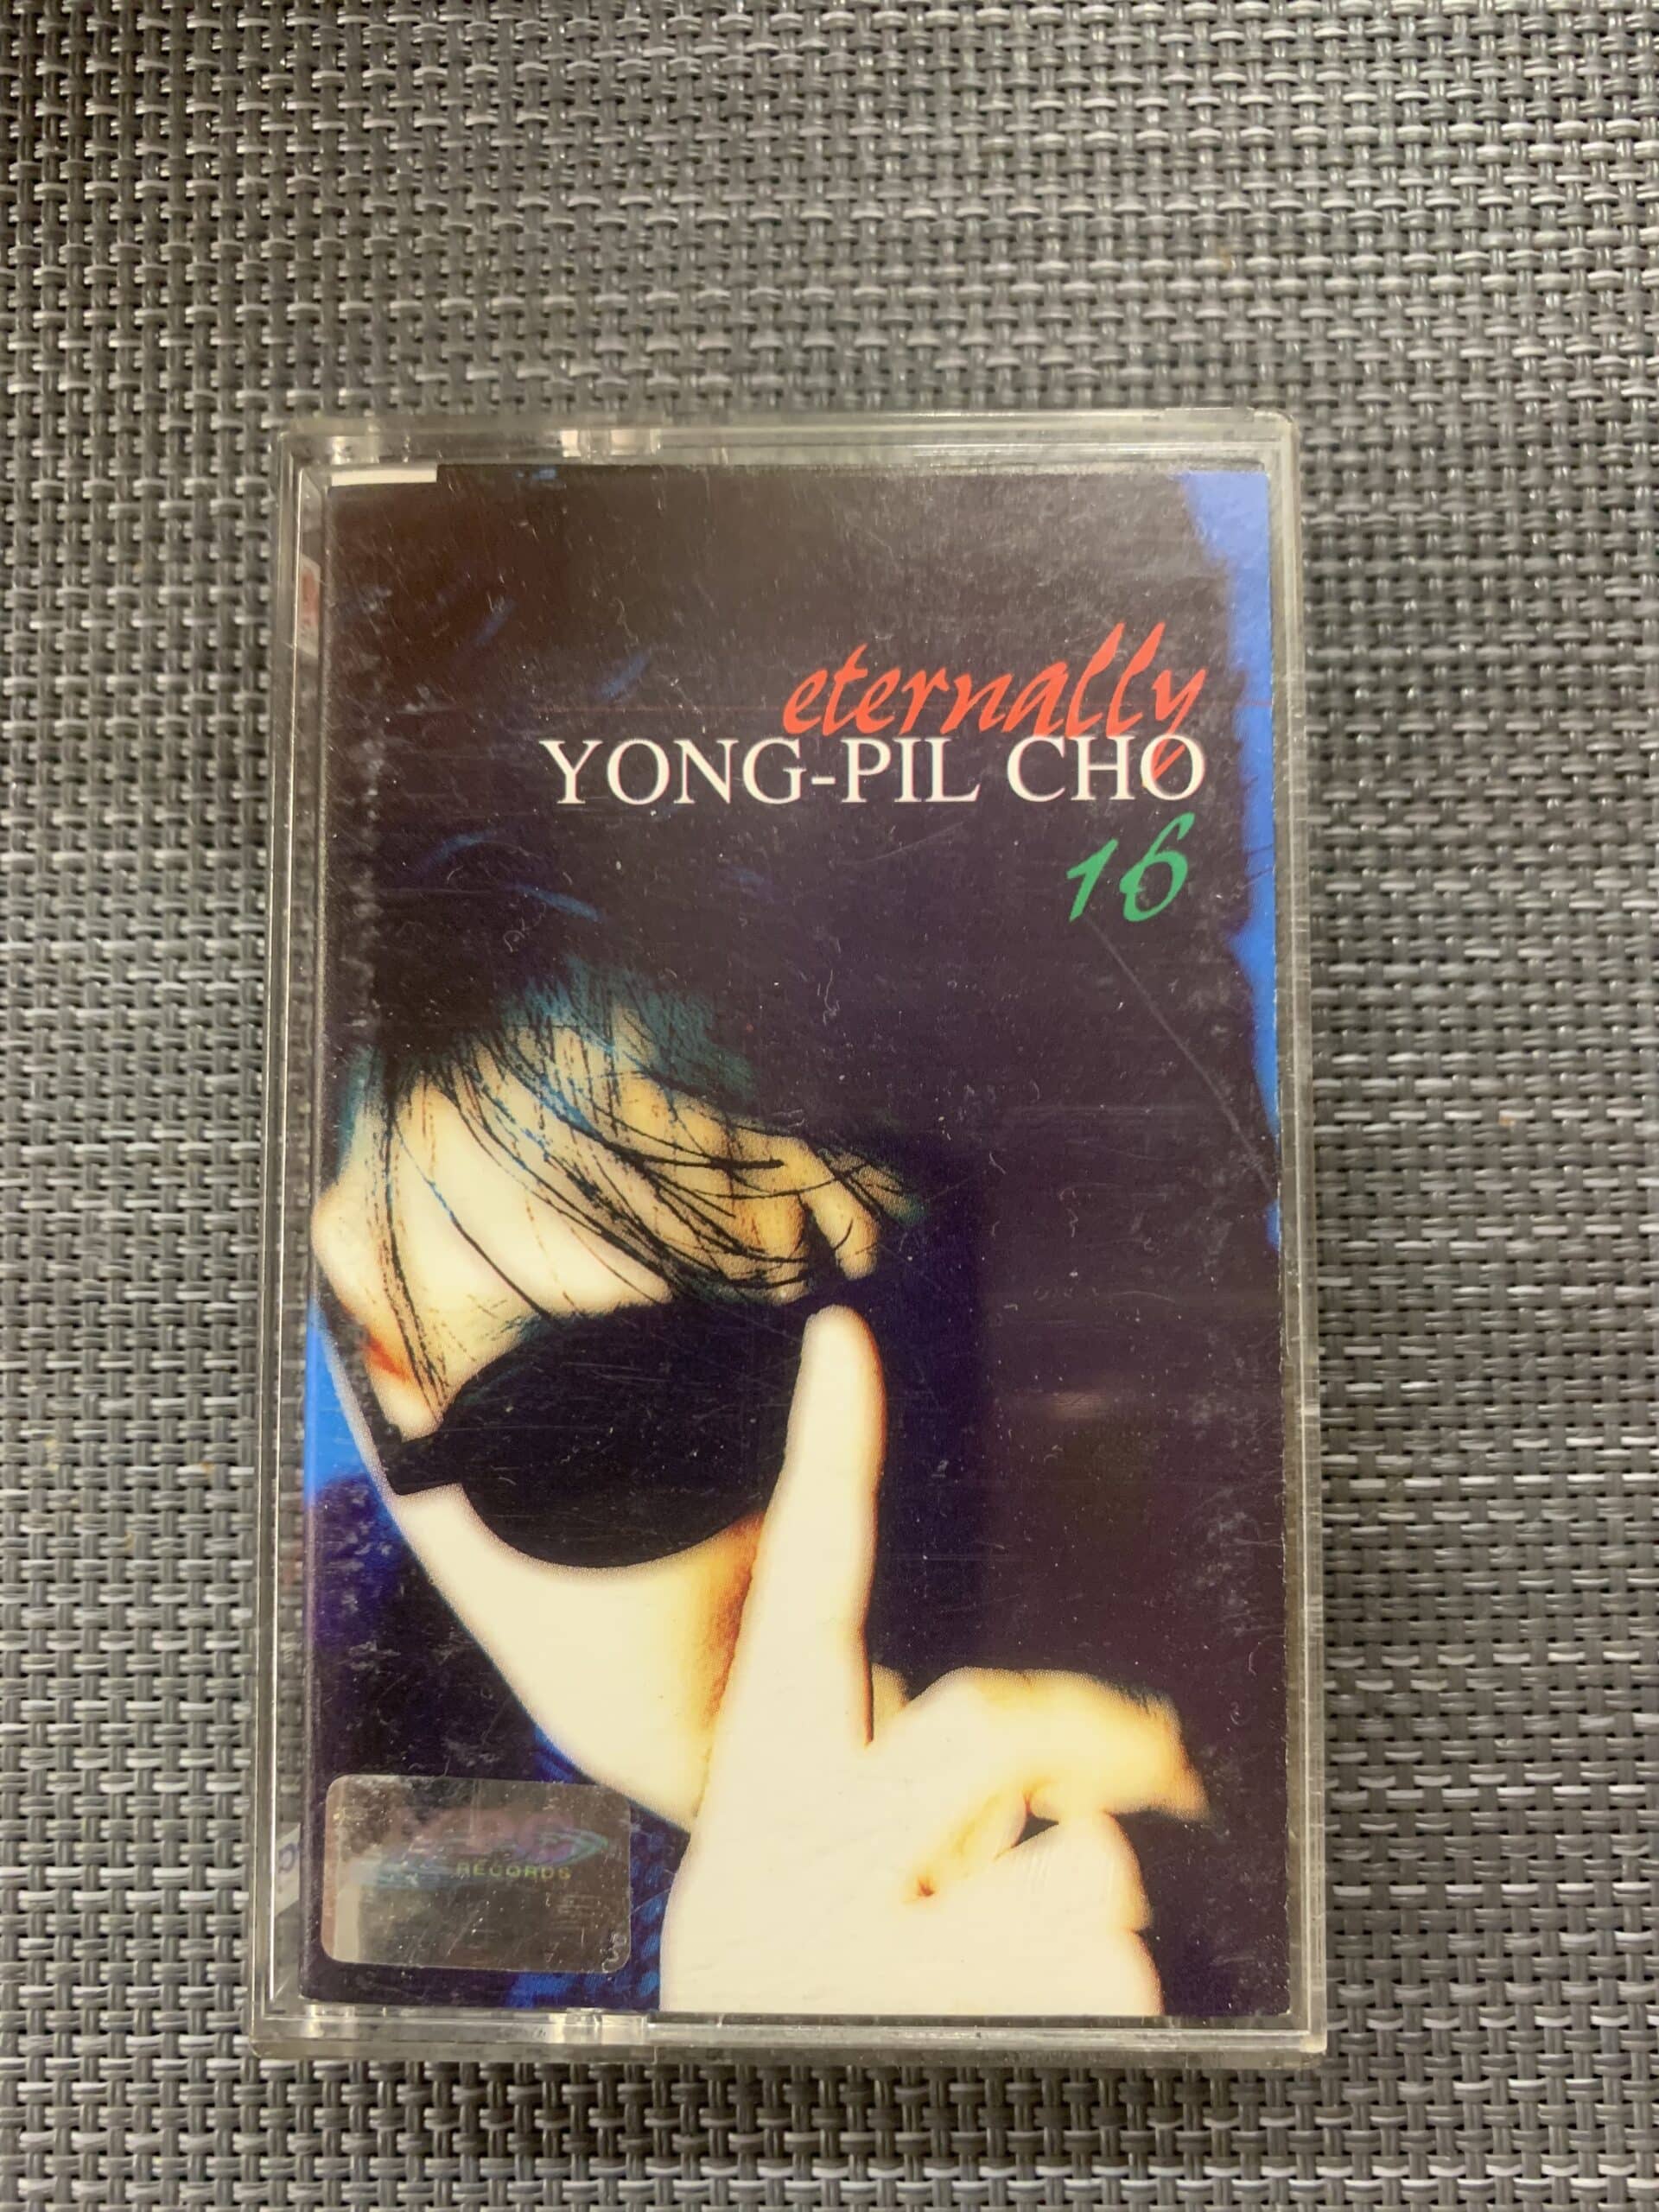 eternally
YONG-PIL CHO
16
RECORDS